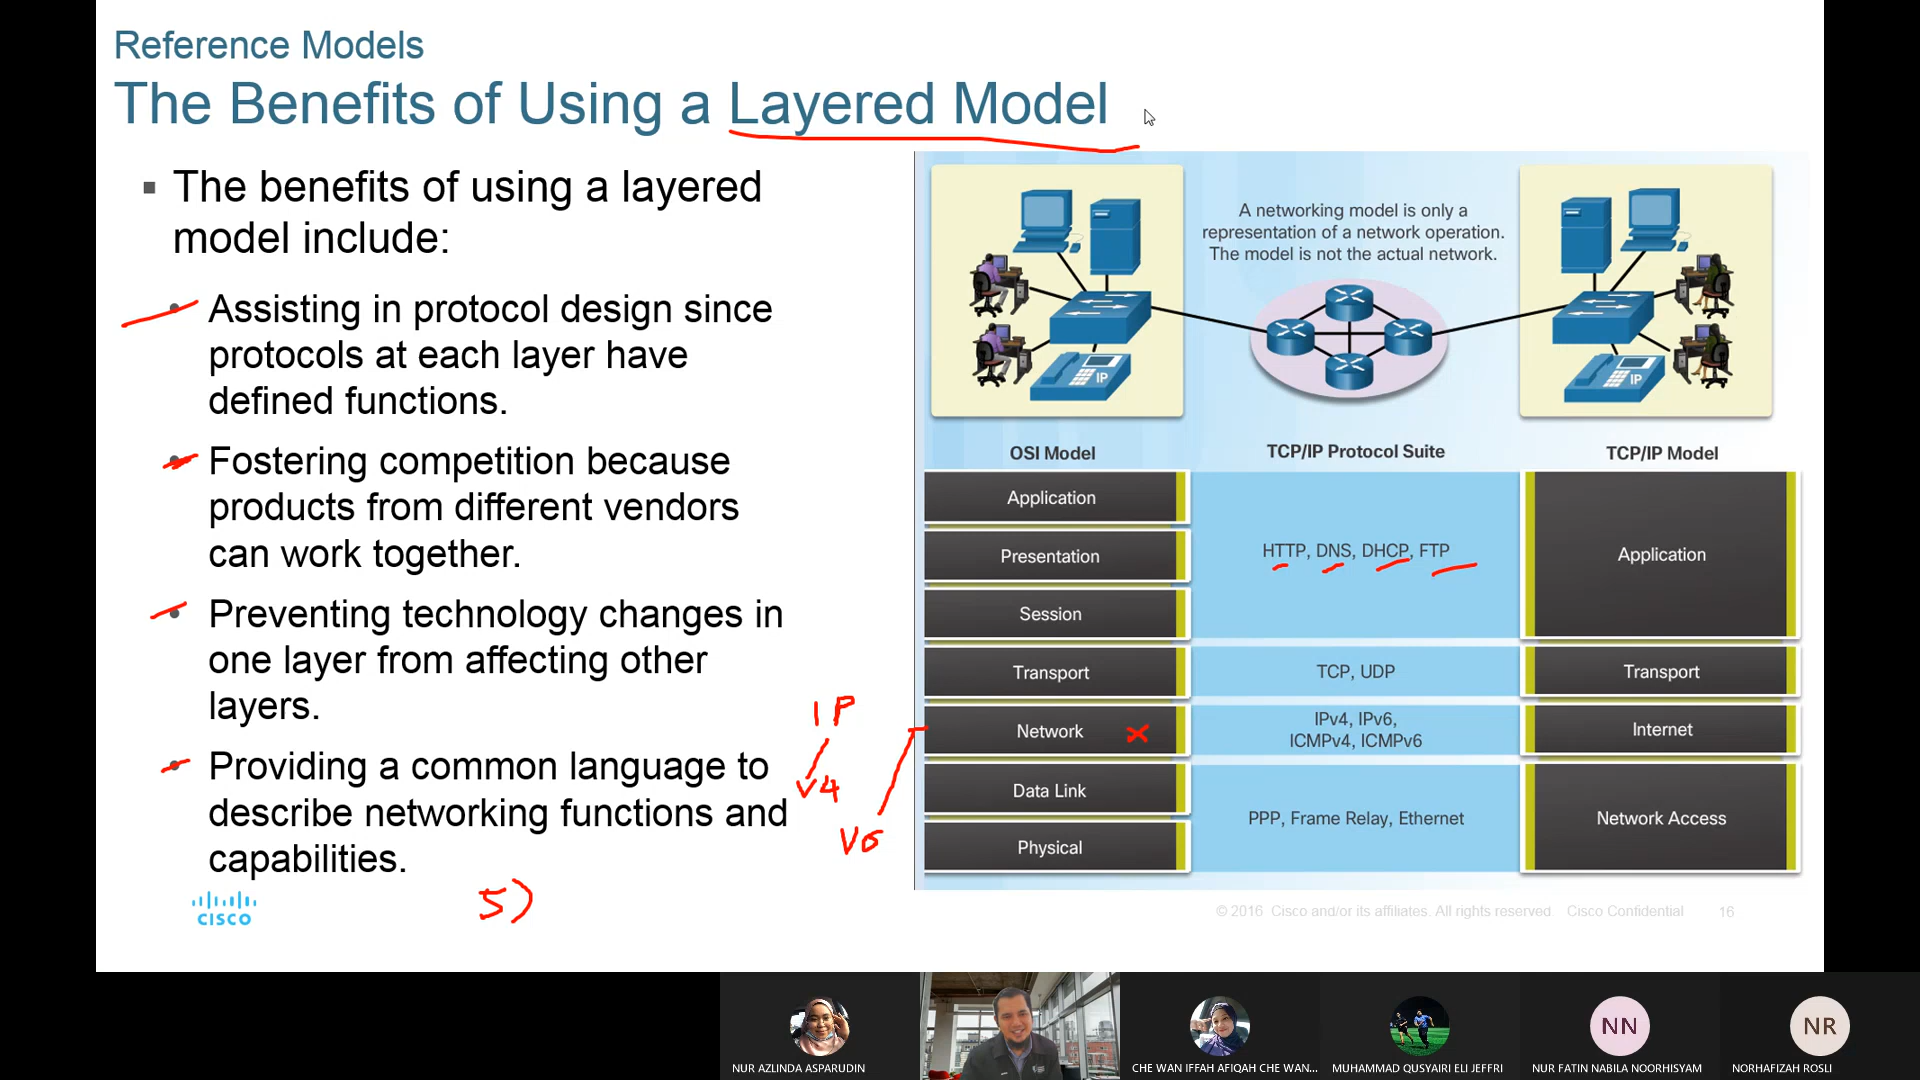 Reference Models
The Benefits of Using a Layered Model
The benefits of using a layered
model include:
Assisting in protocol design since
protocols at each layer have
defined functions.
Fostering competition because
products from different vendors
can work together.
Preventing technology changes in
one layer from affecting other
layers.
Providing a common language to
describe networking functions and
capabilities.
IP
V4
V6
5)
A networking model is only a
representation of a network operation.
The model is not the actual network.
IP
IP
OSI Model
TCP/IP Protocol Suite
TCP/IP Model
Application
Presentation
Session
Transport
Network
Data Link
Physical
HTTP, DNS, DHCP, FTP
TCP, UDP
IPv4, IPv6,
ICMPv4, ICMPv6
PPP, Frame Relay, Ethernet
Application
Transport
Internet
Network Access
CISCO
© 2016 Cisco and/or its affiliates. All rights reserved. Cisco Confidential 16
NN
NR
NUR AZLINDA ASPARUDIN
CHE WAN IFFAH AFIQAH CHE WAN...
MUHAMMAD QUSYAIRI ELI JEFFRI
NUR FATIN NABILA NOORHISYAM
NORHAFIZAH ROSLI